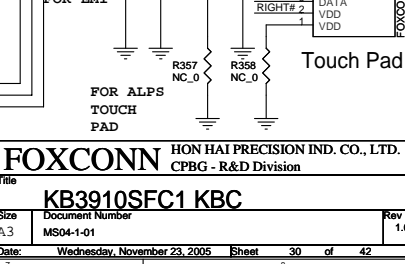 FOR EMI
DATA
RIGHT# 2 VDD
1 VDD
FOXCO
R357
NC_0
R358
NC_0
Touch Pad
FOR ALPS
TOUCH
PAD
FOXCONN HON HAI PRECISION IND. CO., LTD.
CPBG - R&D Division
Title
KB3910SFC1 KBC
Size Document Number Rev
A3 MS04-1-01 1.0
Date: Wednesday, November 23, 2005 Sheet 30 of 42